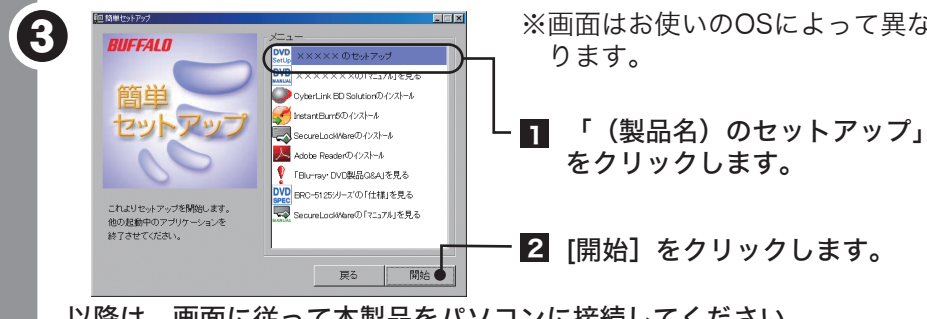 3
簡単セットアップ
BUFFALO
簡単
セットアップ
これよりセットアップを開始します。
他の起動中のアプリケーションを
終了させてください。
メニュー
DVD SetUp ××××× のセットアップ
DVD MANUAL ×××××××の「マニュアル」を見る
CyberLink BD Solutionのインストール
InstantBurn5のインストール
SecureLockWareのインストール
Adobe Readerのインストール
「Blu-ray・DVD製品Q&A」を見る
DVD SPEC BRC-5125シリーズの「仕様」を見る
MANUAL SecureLockWareの「マニュアル」を見る
戻る
開始
※画面はお使いのOSによって異な
ります。
1 「（製品名）のセットアップ」
をクリックします。
2 [開始］をクリックします。
以降は、画面に従って本製品をパソコンに接続してください